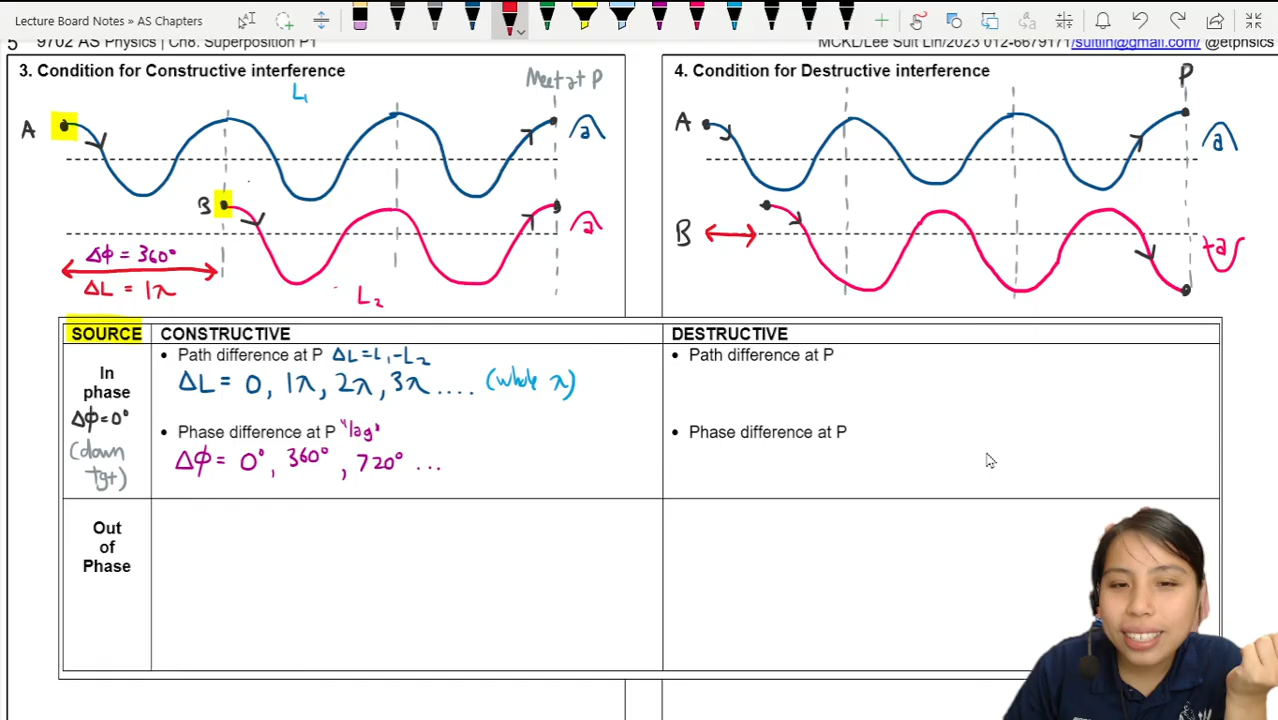 Lecture Board Notes » AS Chapters
5 9702 AS Physics | Ch8. Superposition P1
MCKL/Lee Suit Lin/2023 012-6679171/suitlin@gmail.com/ @etphsics
3. Condition for Constructive interference
Meet at P
L₁
A
a
B
a
Δϕ = 360°
ΔL = 1λ
L₂
4. Condition for Destructive interference
P
A
a
B
+a
SOURCE
CONSTRUCTIVE
DESTRUCTIVE
In
phase
Δϕ=0°
(down
tgt)
• Path difference at P ΔL=L₁-L₂
ΔL = 0, 1λ, 2λ, 3λ .... (whole λ)
• Phase difference at P "lag"
Δϕ = 0°, 360°, 720° ...
• Path difference at P
• Phase difference at P
Out
of
Phase